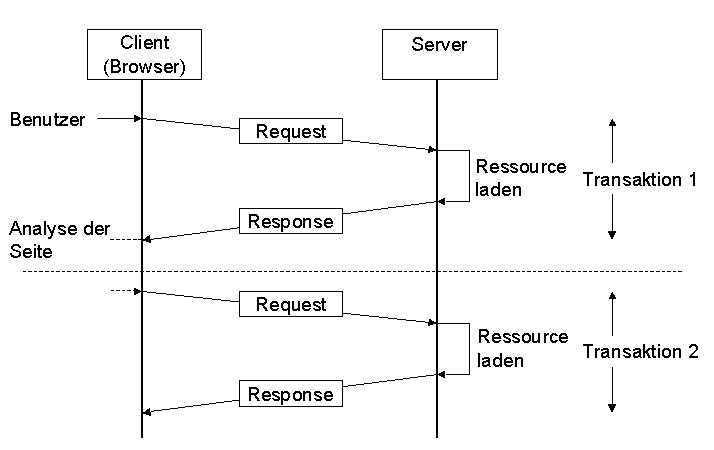 Client
(Browser)
Server
Benutzer
Request
Ressource
laden
Transaktion 1
Response
Analyse der
Seite
Request
Ressource
laden
Transaktion 2
Response